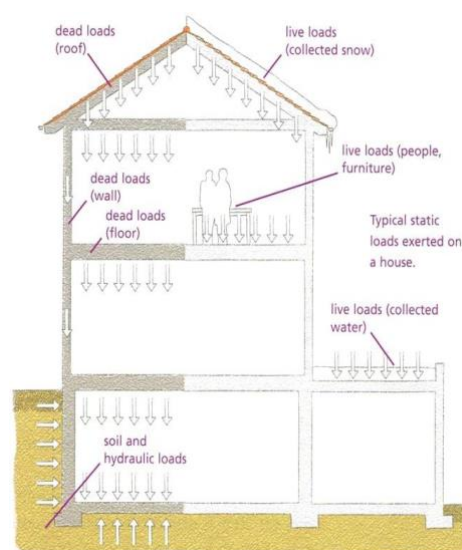 dead loads
(roof)
live loads
(collected snow)
live loads (people,
furniture)
dead loads
(wall)
dead loads
(floor)
Typical static
loads exerted on
a house.
live loads (collected
water)
soil and
hydraulic loads